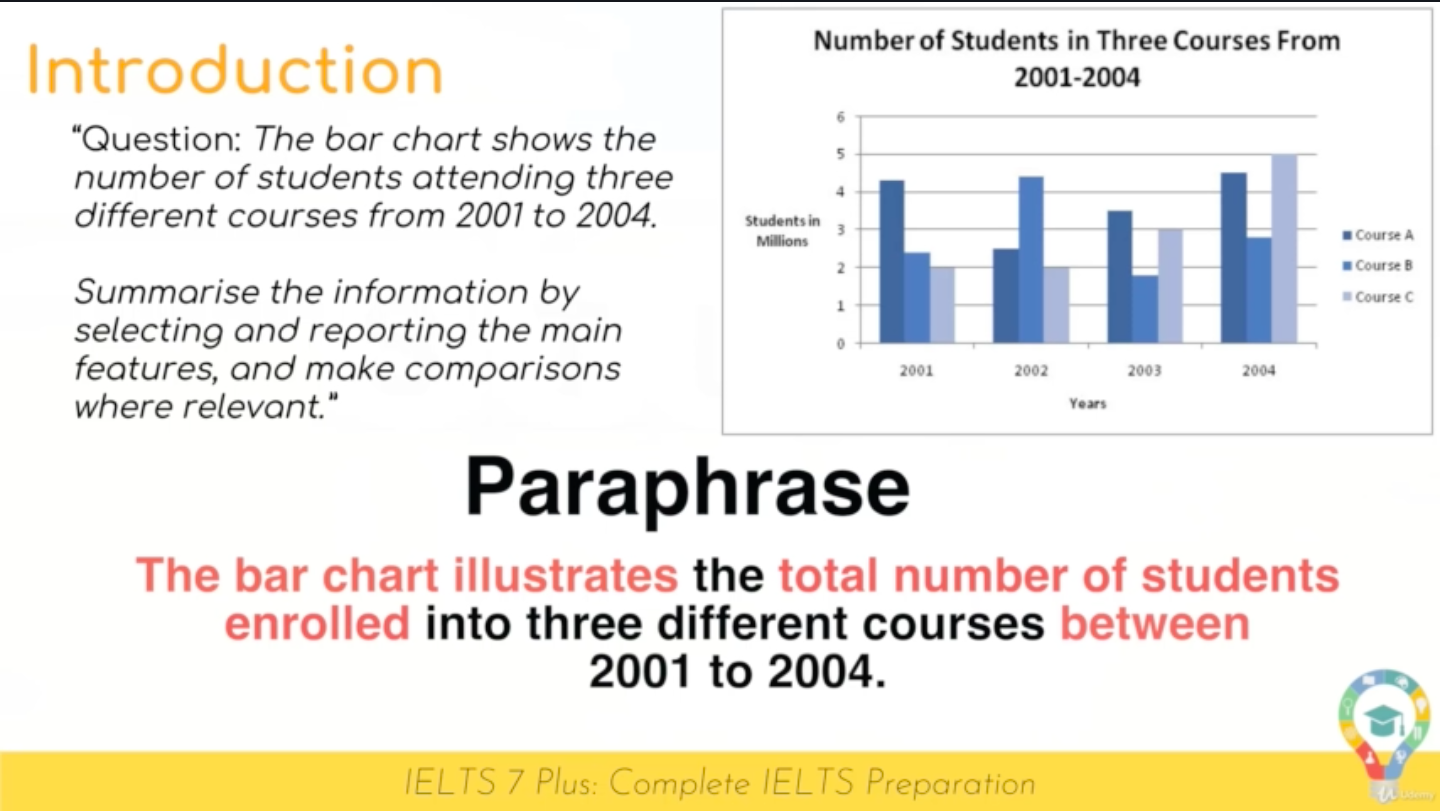 Introduction
“Question: The bar chart shows the
number of students attending three
different courses from 2001 to 2004.
Summarise the information by
selecting and reporting the main
features, and make comparisons
where relevant.”
Number of Students in Three Courses From
2001-2004
6
5
4
3
2
1
0
Students in
Millions
2001
2002
2003
2004
Years
Course A
Course B
Course C
Paraphrase
The bar chart illustrates the total number of students
enrolled into three different courses between
2001 to 2004.
IELTS 7 Plus: Complete IELTS Preparation
Udemy